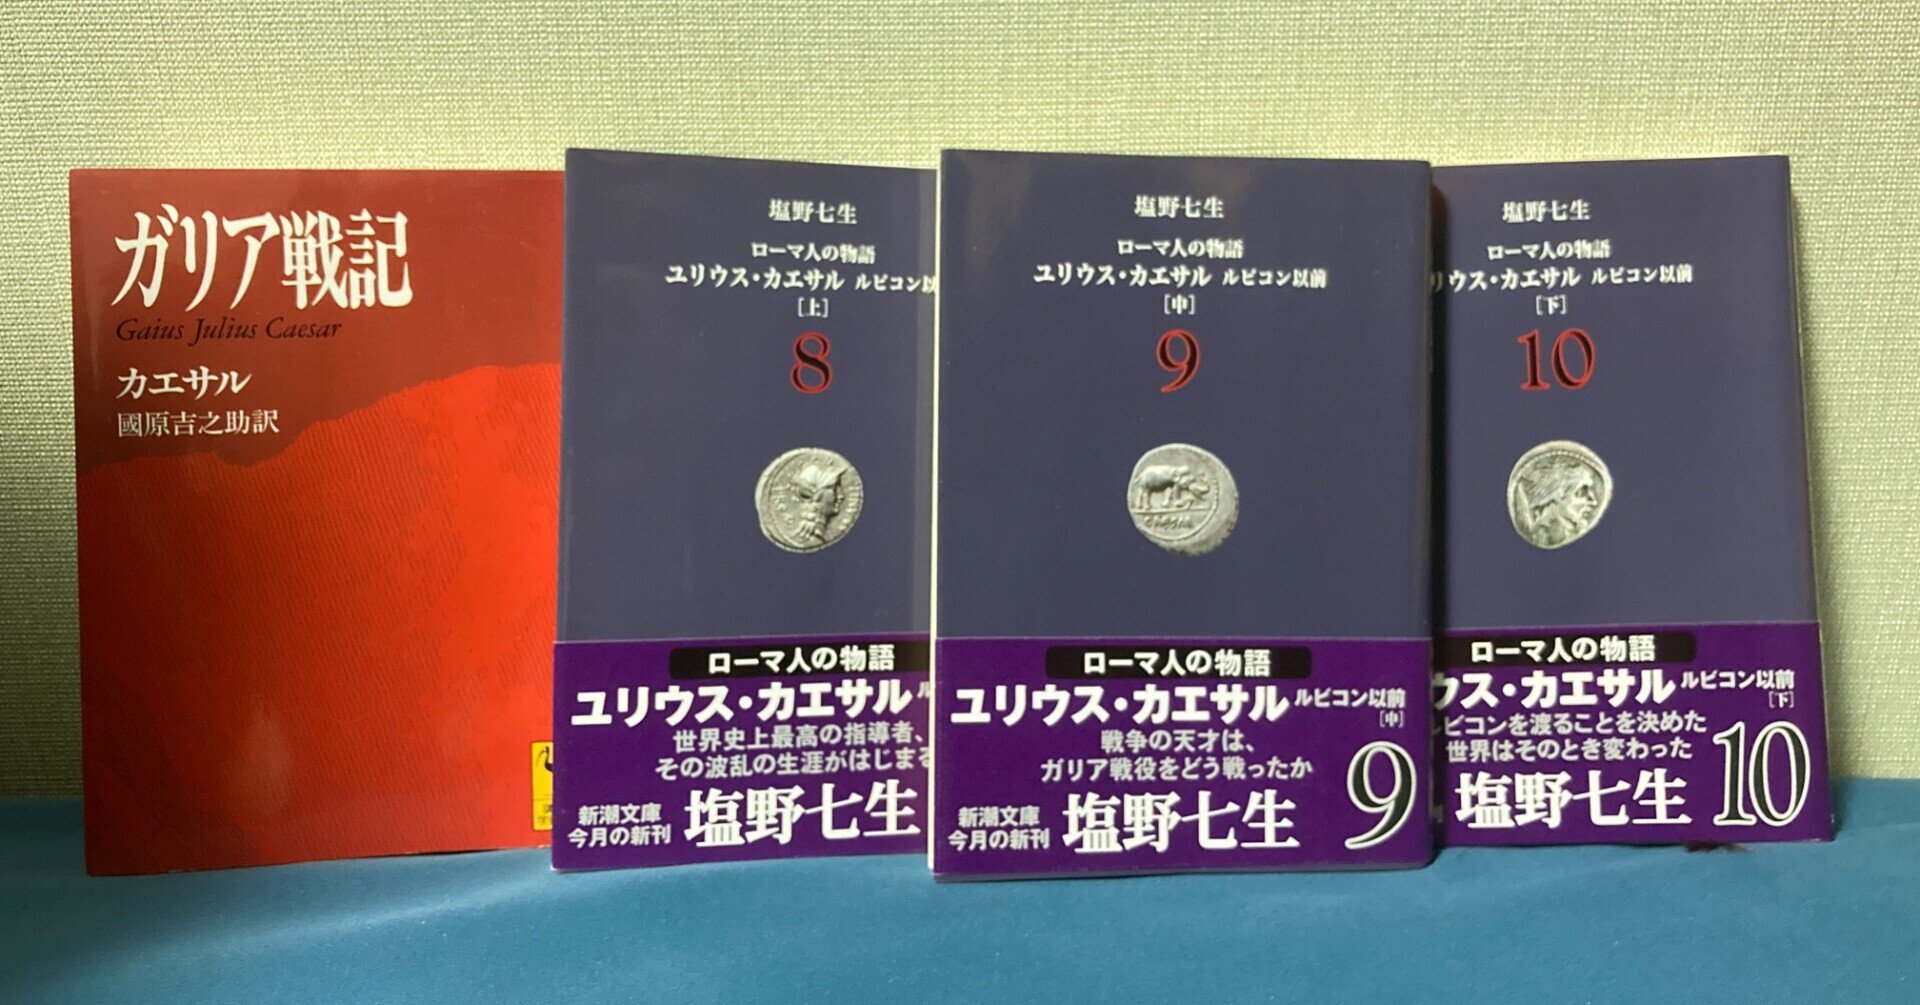 ガリア戦記
Gaius Julius Caesar
カエサル
國原吉之助訳
塩野七生
ローマ人の物語
ユリウス・カエサル ルビコン以
[上]
8
ローマ人の物語
ユリウス・カエサル
世界史上最高の指導者、
その波乱の生涯がはじまる
新潮文庫
今月の新刊
塩野七生
塩野七生
ローマ人の物語
ユリウス・カエサル ルビコン以前
[中]
9
CAESAR
ローマ人の物語
ユリウス・カエサル ルビコン以前
[中]
戦争の天才は、
ガリア戦役をどう戦ったか
新潮文庫
今月の新刊
塩野七生
9
塩野七生
ローマ人の物語
リウス・カエサル ルビコン以前
[下]
10
ローマ人の物語
ウス・カエサル ルビコン以前
[下]
ビコンを渡ることを決めた
世界はそのとき変わった
塩野七生
10